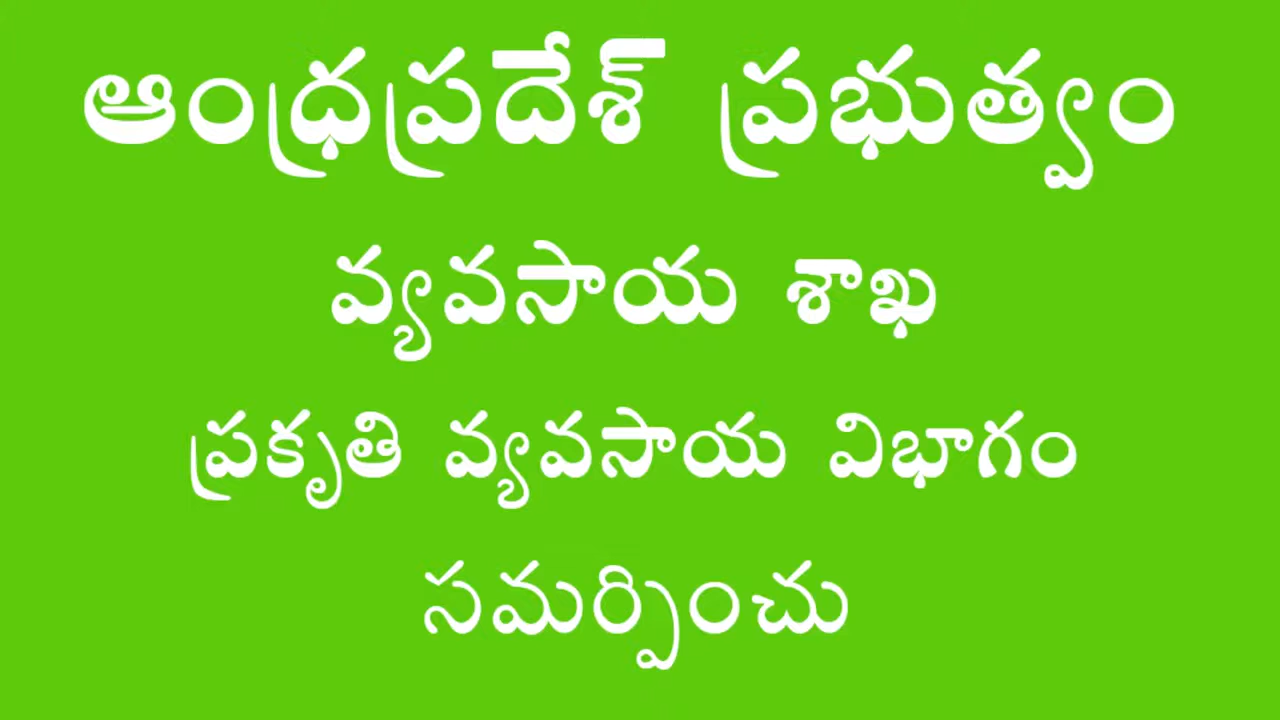 ఆంధ్రప్రదేశ్ ప్రభుత్వం
వ్యవసాయ శాఖ
ప్రకృతి వ్యవసాయ విభాగం
సమర్పించు